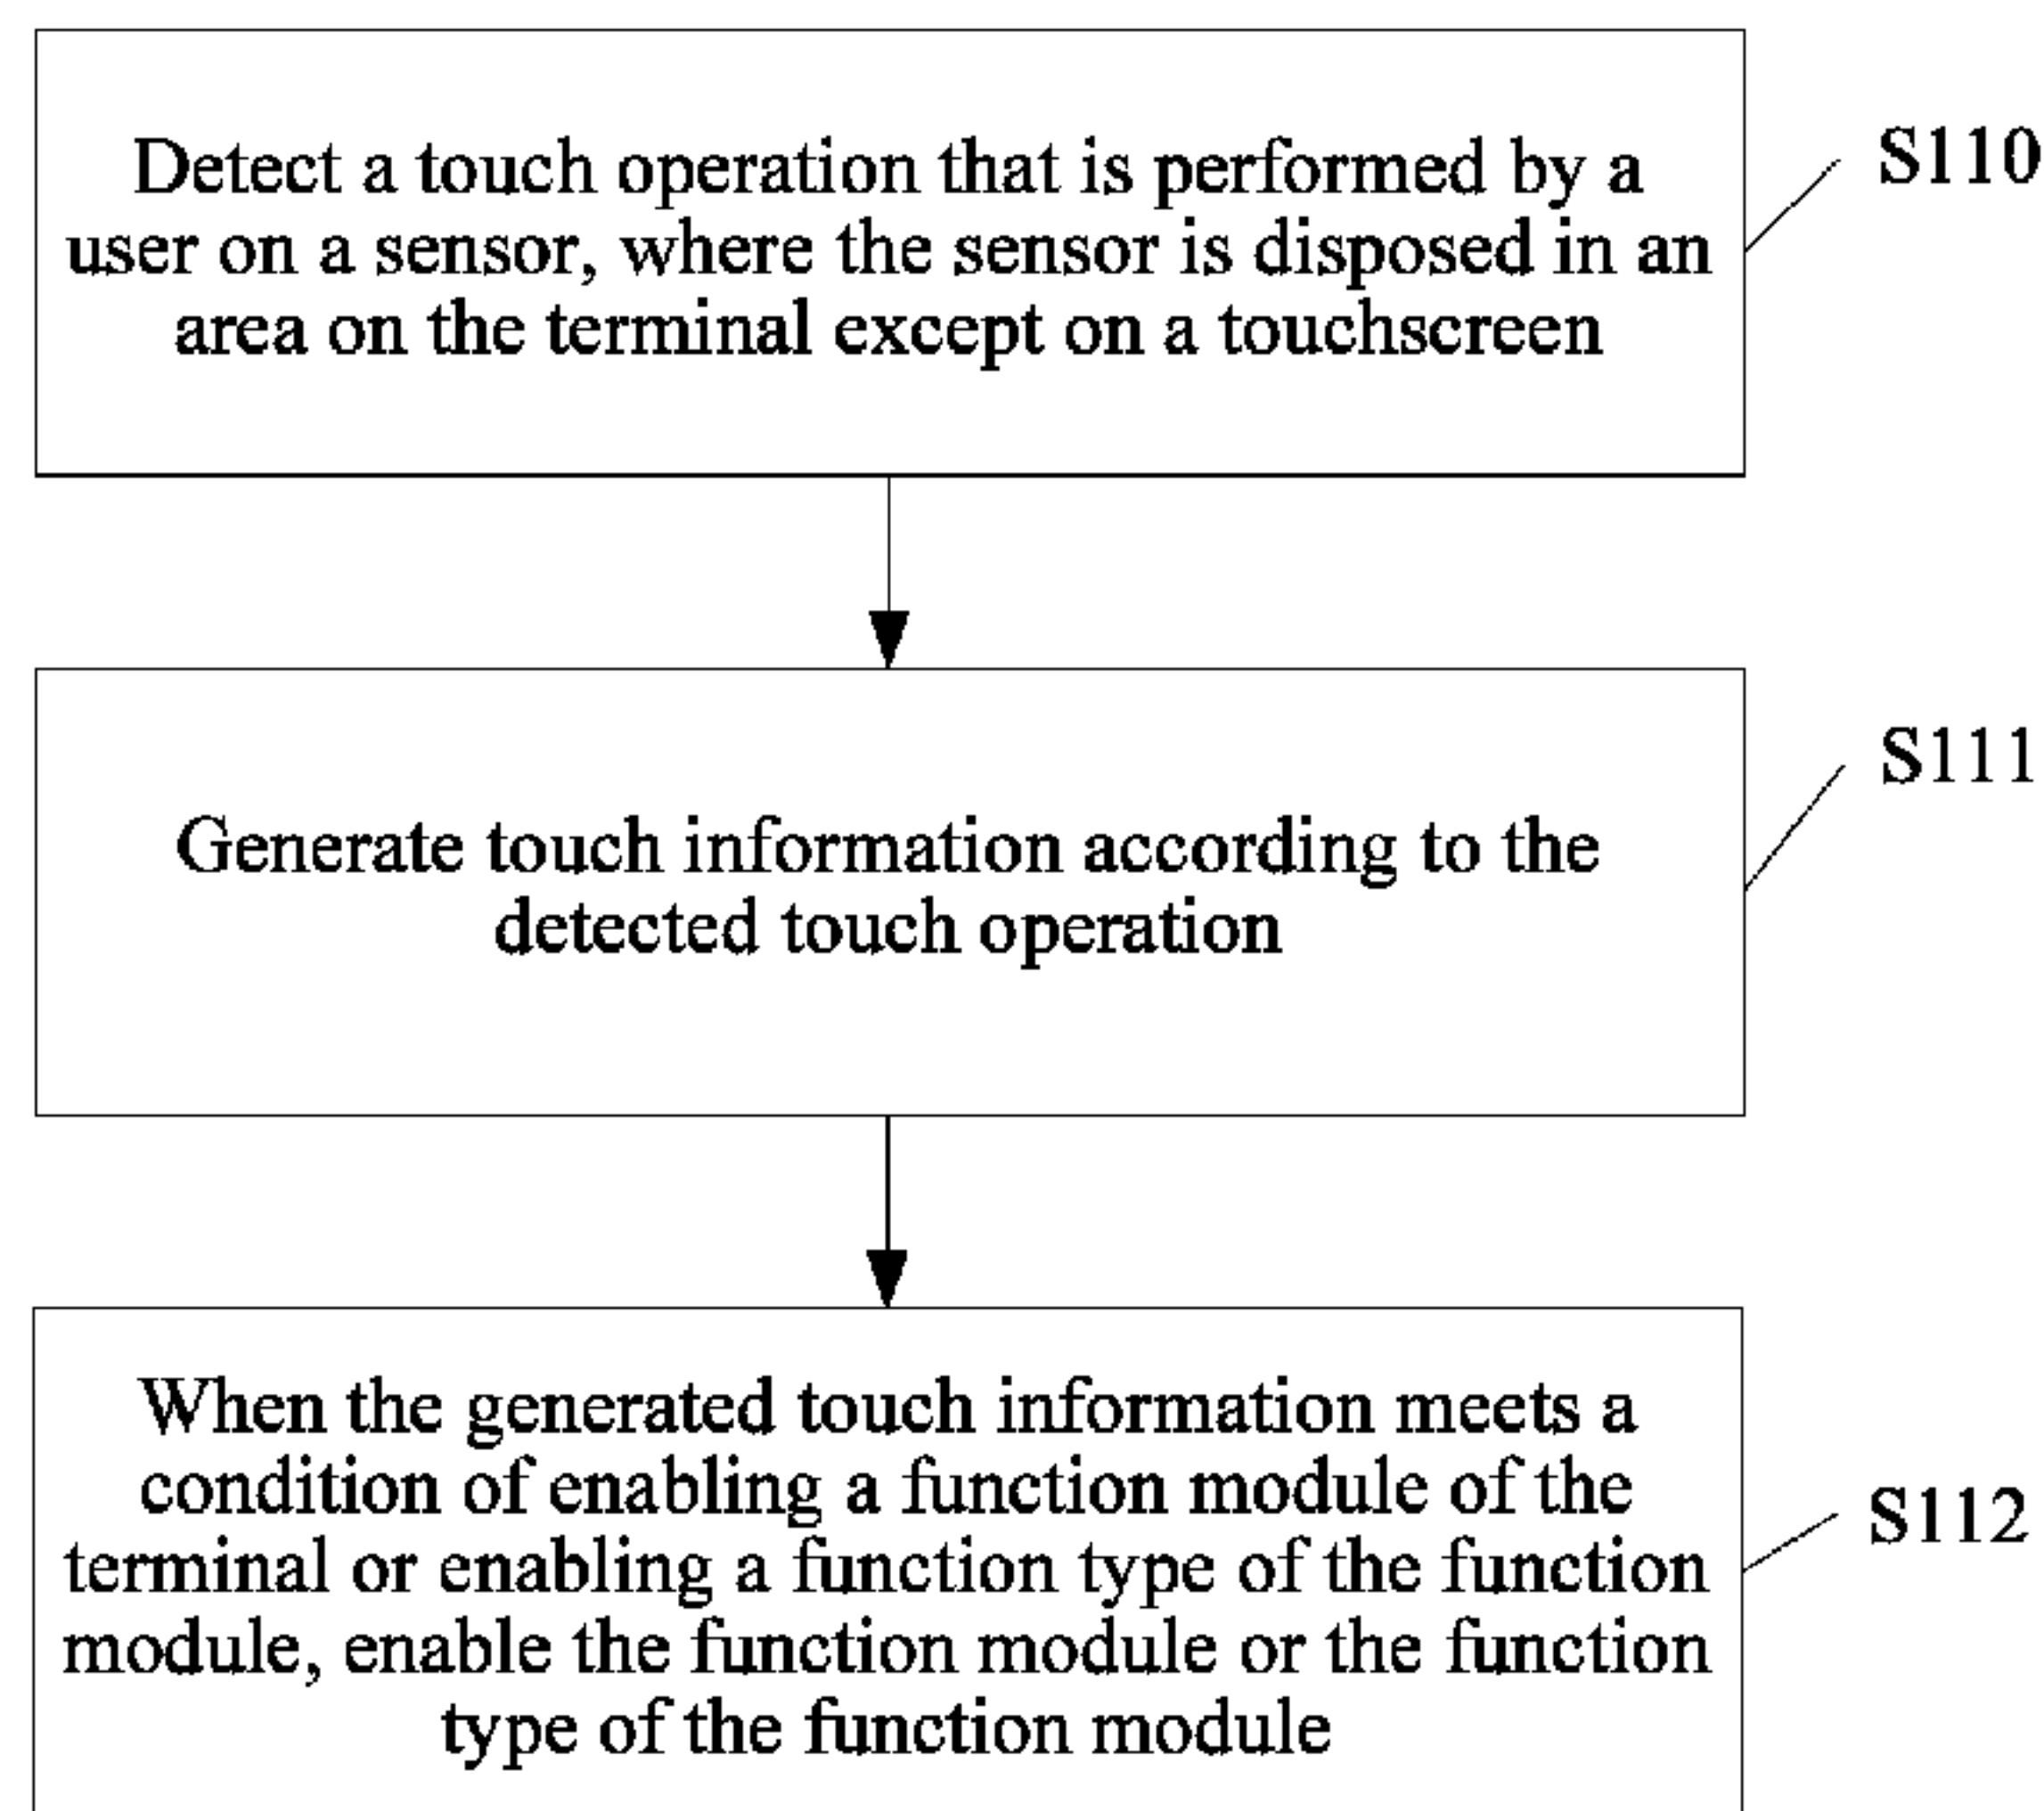 Detect a touch operation that is performed by a
user on a sensor, where the sensor is disposed in an
area on the terminal except on a touchscreen
S110
Generate touch information according to the
detected touch operation
S111
When the generated touch information meets a
condition of enabling a function module of the
terminal or enabling a function type of the function
module, enable the function module or the function
type of the function module
S112